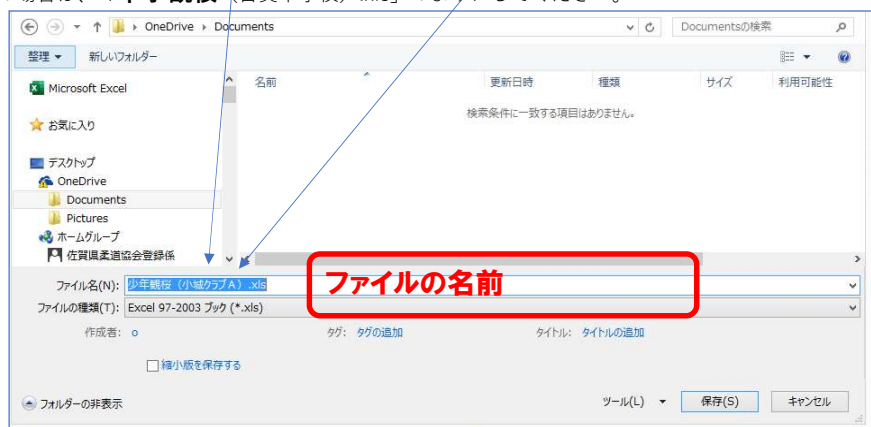 OneDrive ▸ Documents
Documentsの検索
整理 ▼ 新しいフォルダー
Microsoft Excel
お気に入り
デスクトップ
OneDrive
Documents
Pictures
ホームグループ
佐賀県柔道協会登録係
名前 更新日時 種類 サイズ 利用可能性
検索条件に一致する項目はありません。
ファイル名(N): 少年観桜（小城クラブA）.xls
ファイルの名前
ファイルの種類(T): Excel 97-2003 ブック (*.xls)
作成者: o タグ: タグの追加 タイトル: タイトルの追加
縮小版を保存する
フォルダーの非表示 ツール(L) ▼ 保存(S) キャンセル